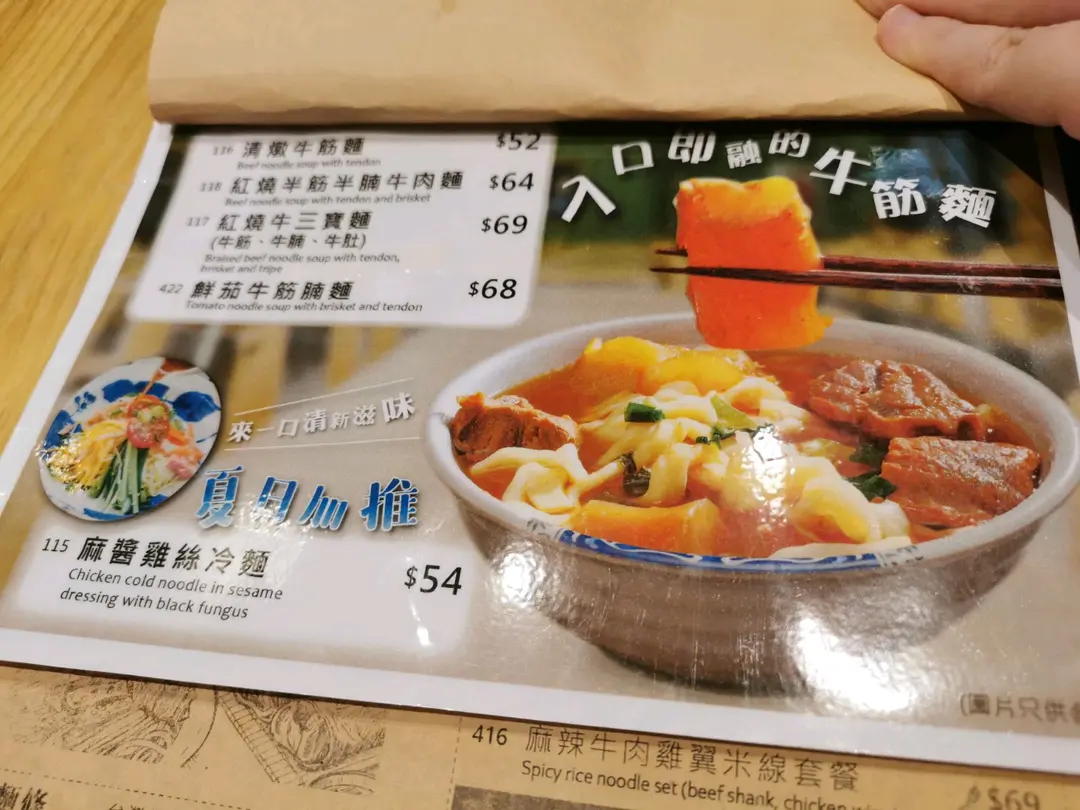 116 清燉牛筋麵 $52
Beef noodle soup with tendon
118 紅燒半筋半腩牛肉麵 $64
Beef noodle soup with tendon and brisket
117 紅燒牛三寶麵 $69
(牛筋、牛腩、牛肚)
Braised beef noodle soup with tendon,
brisket and tripe
422 鮮茄牛筋腩麵 $68
Tomato noodle soup with brisket and tendon
入口即融的牛筋麵
來一口清新滋味
夏日加推
115 麻醬雞絲冷麵 $54
Chicken cold noodle in sesame
dressing with black fungus
(圖片只供
416 麻辣牛肉雞翼米線套餐
Spicy rice noodle set (beef shank, chicken
$69